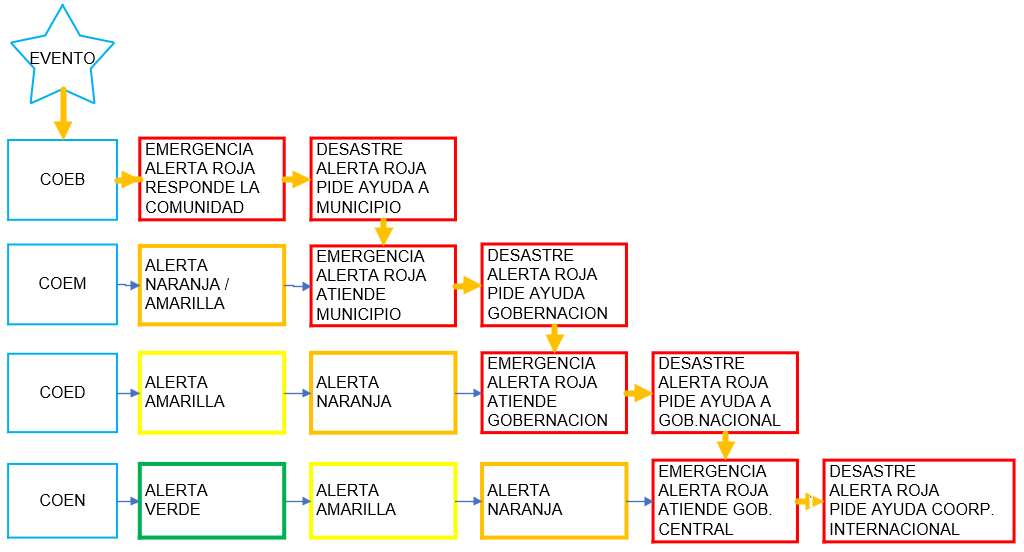 EVENTO
COEB
EMERGENCIA
ALERTA ROJA
RESPONDE LA
COMUNIDAD
DESASTRE
ALERTA ROJA
PIDE AYUDA A
MUNICIPIO
COEM
ALERTA
NARANJA /
AMARILLA
EMERGENCIA
ALERTA ROJA
ATIENDE
MUNICIPIO
DESASTRE
ALERTA ROJA
PIDE AYUDA
GOBERNACION
COED
ALERTA
AMARILLA
ALERTA
NARANJA
EMERGENCIA
ALERTA ROJA
ATIENDE
GOBERNACION
DESASTRE
ALERTA ROJA
PIDE AYUDA A
GOB.NACIONAL
COEN
ALERTA
VERDE
ALERTA
AMARILLA
ALERTA
NARANJA
EMERGENCIA
ALERTA ROJA
ATIENDE GOB.
CENTRAL
DESASTRE
ALERTA ROJA
PIDE AYUDA COORP.
INTERNACIONAL